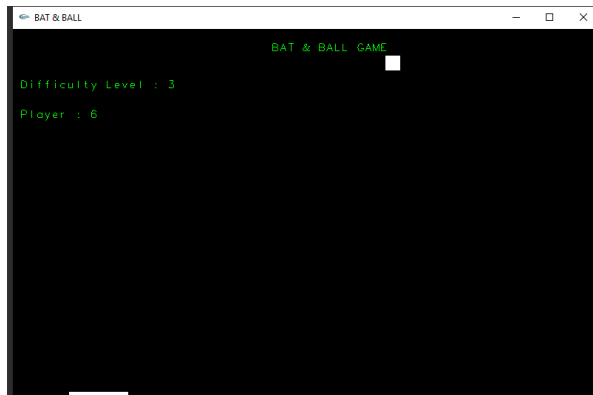 BAT & BALL
BAT & BALL GAME
Difficulty Level : 3
Player : 6